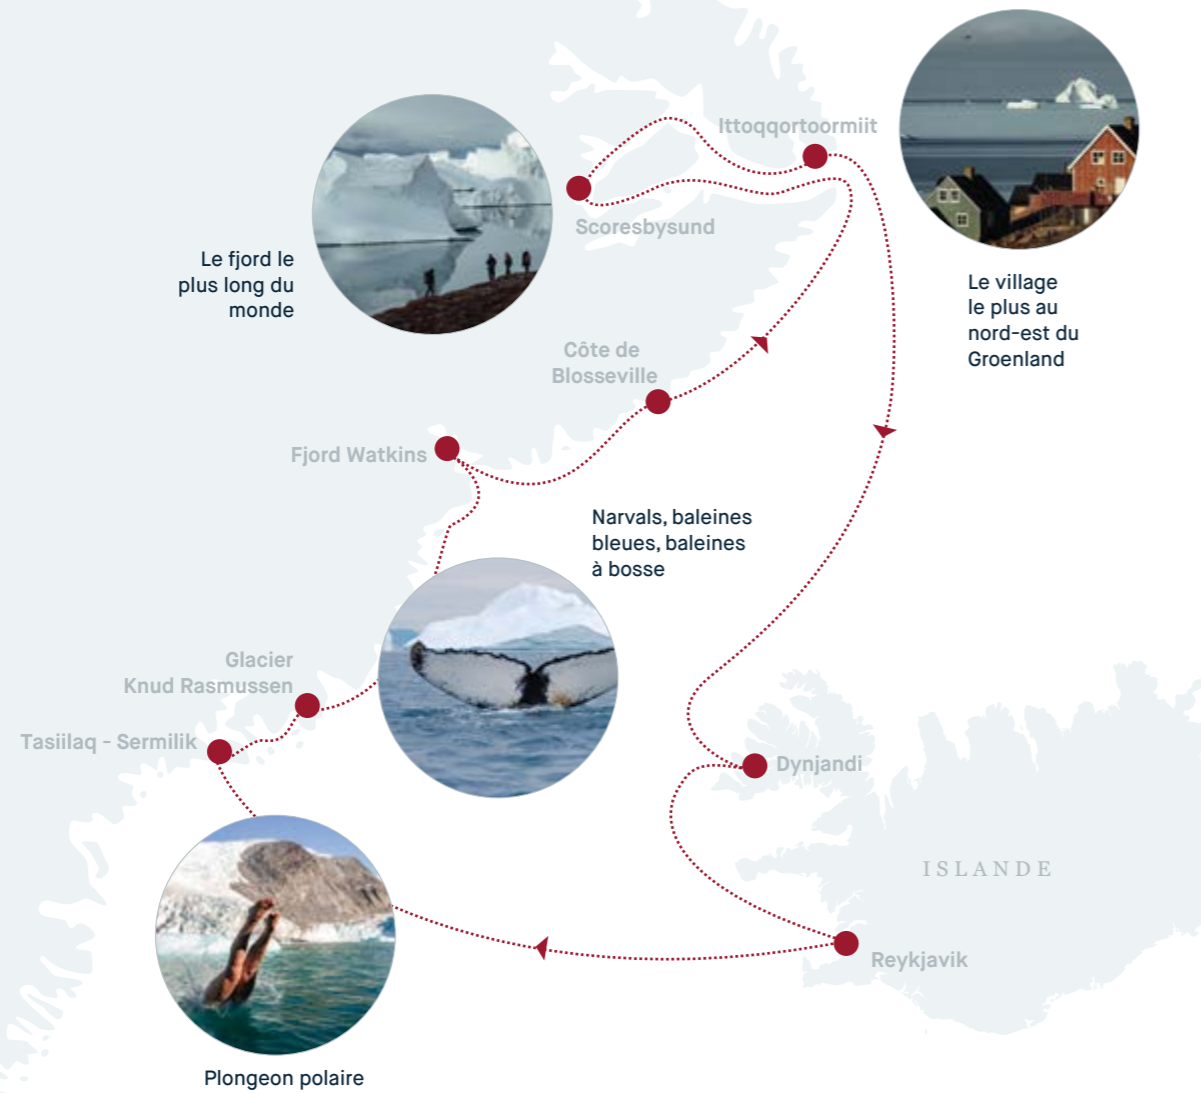 Ittoqqortoormiit
Scoresbysund
Le fjord le
plus long du
monde
Le village
le plus au
nord-est du
Groenland
Côte de
Blosseville
Fjord Watkins
Narvals, baleines
bleues, baleines
à bosse
Glacier
Knud Rasmussen
Tasiilaq - Sermilik
Dynjandi
ISLANDE
Reykjavik
Plongeon polaire